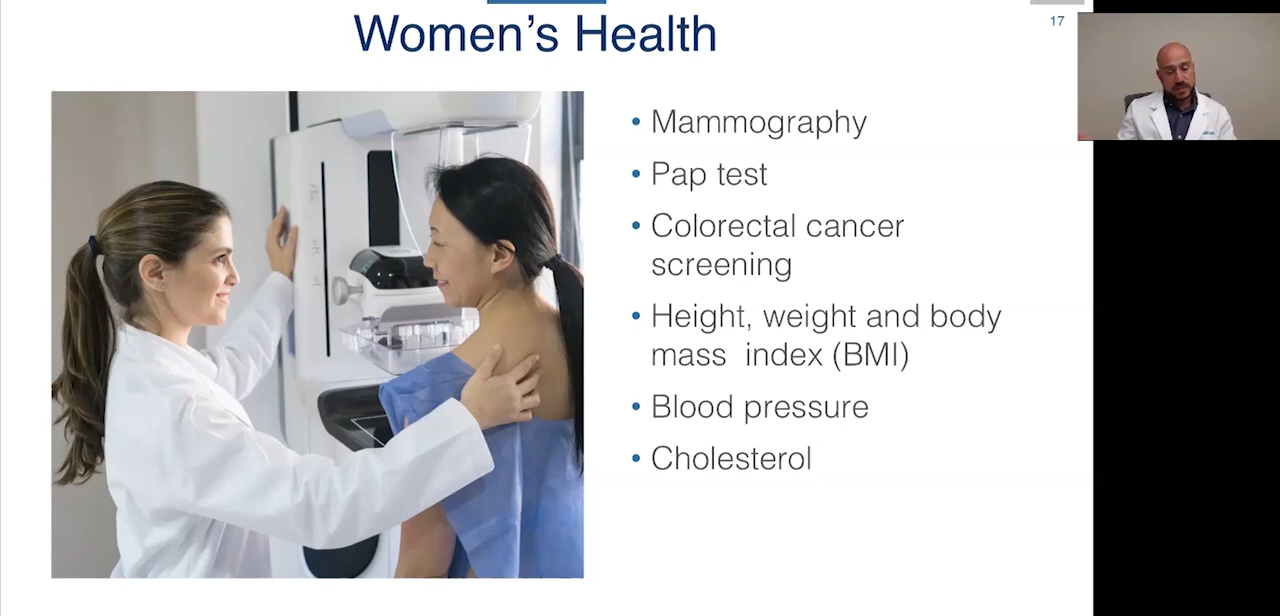 Women’s Health
17
• Mammography
• Pap test
• Colorectal cancer
screening
• Height, weight and body
mass  index (BMI)
• Blood pressure
• Cholesterol